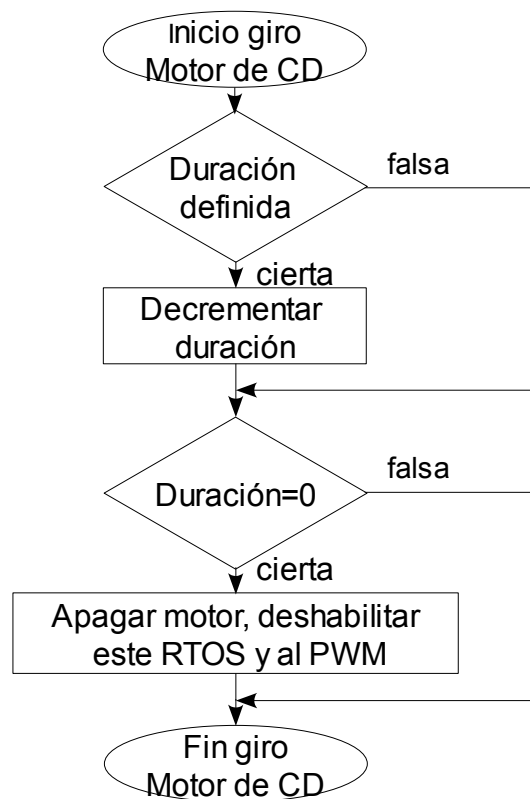 Inicio giro
Motor de CD
Duración
definida
falsa
cierta
Decrementar
duración
Duración=0
falsa
cierta
Apagar motor, deshabilitar
este RTOS y al PWM
Fin giro
Motor de CD